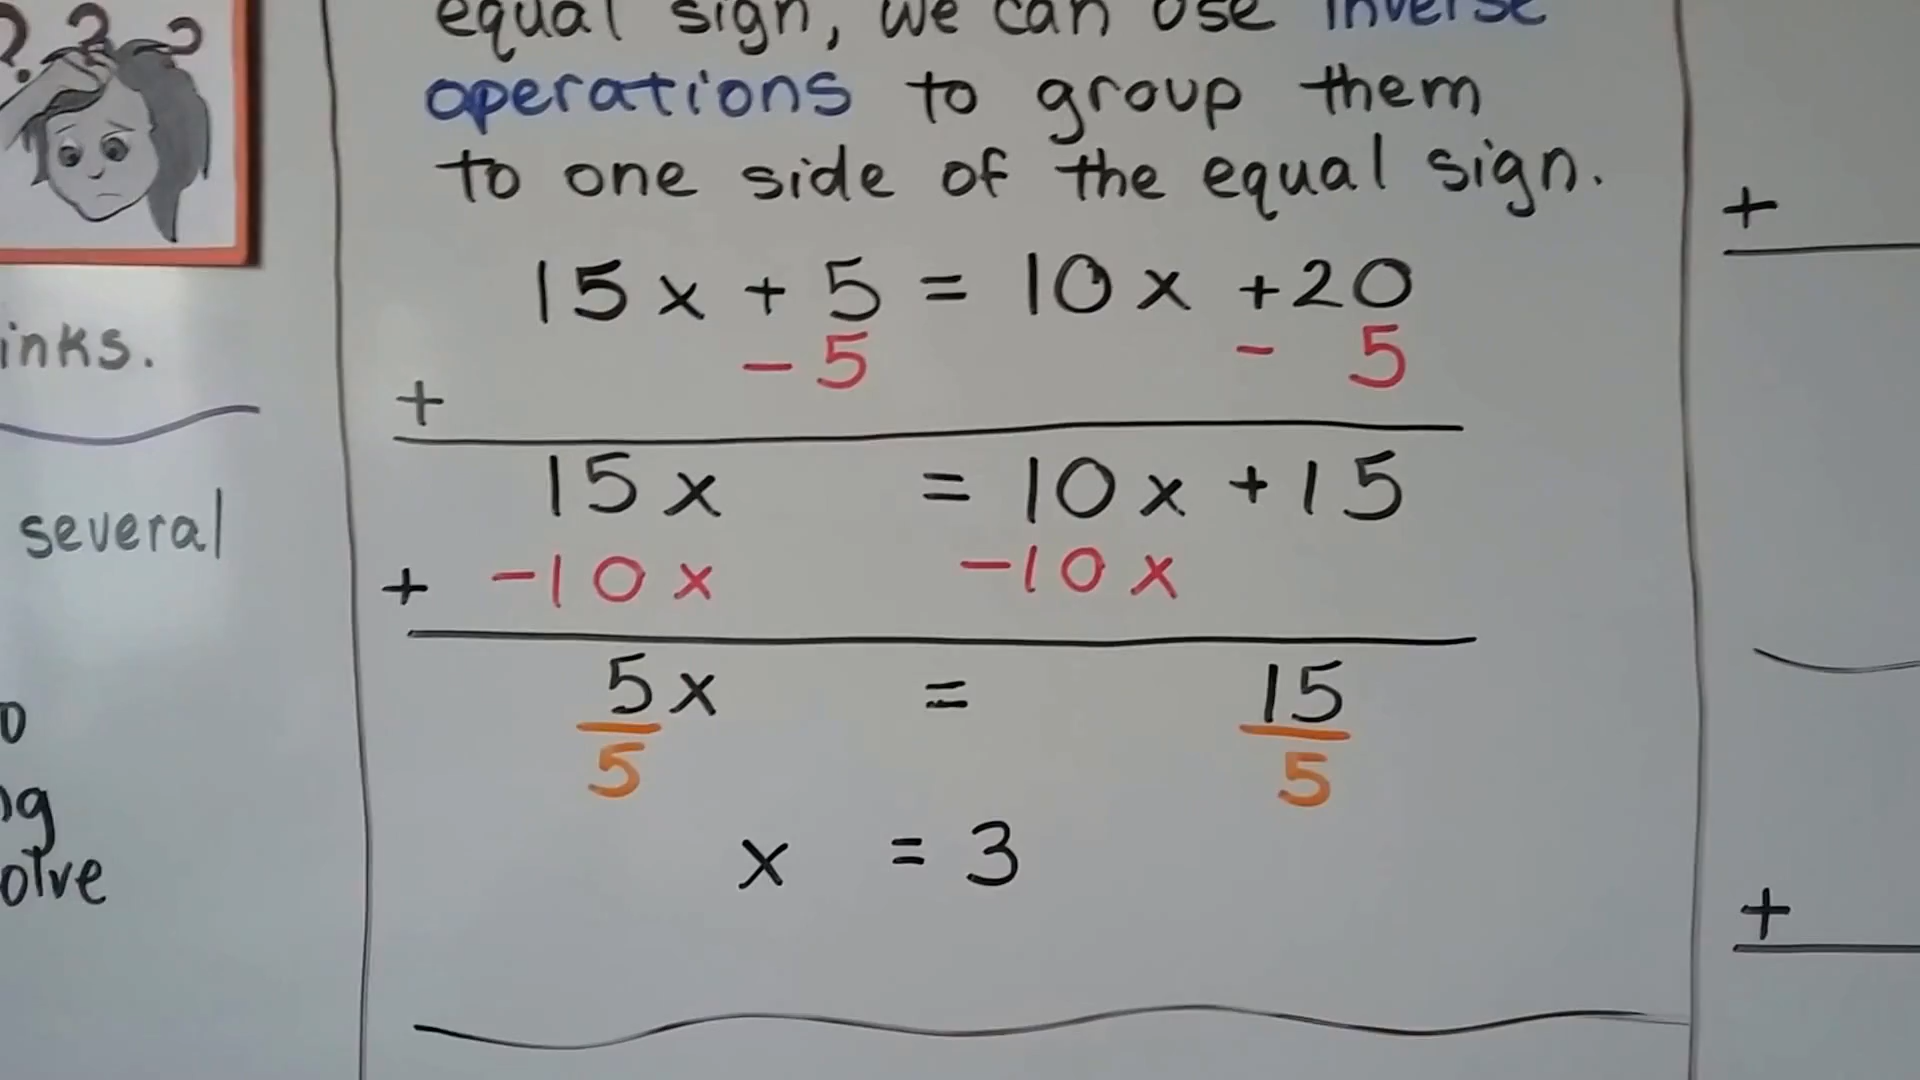 ? ? ?
equal sign, we can use inverse
operations to group them
to one side of the equal sign.
15x + 5 = 10x +20
- 5 - 5
+
15x = 10x + 15
+ -10x -10x
5x = 15
5 5
x = 3
inks.
several
olve
+
+